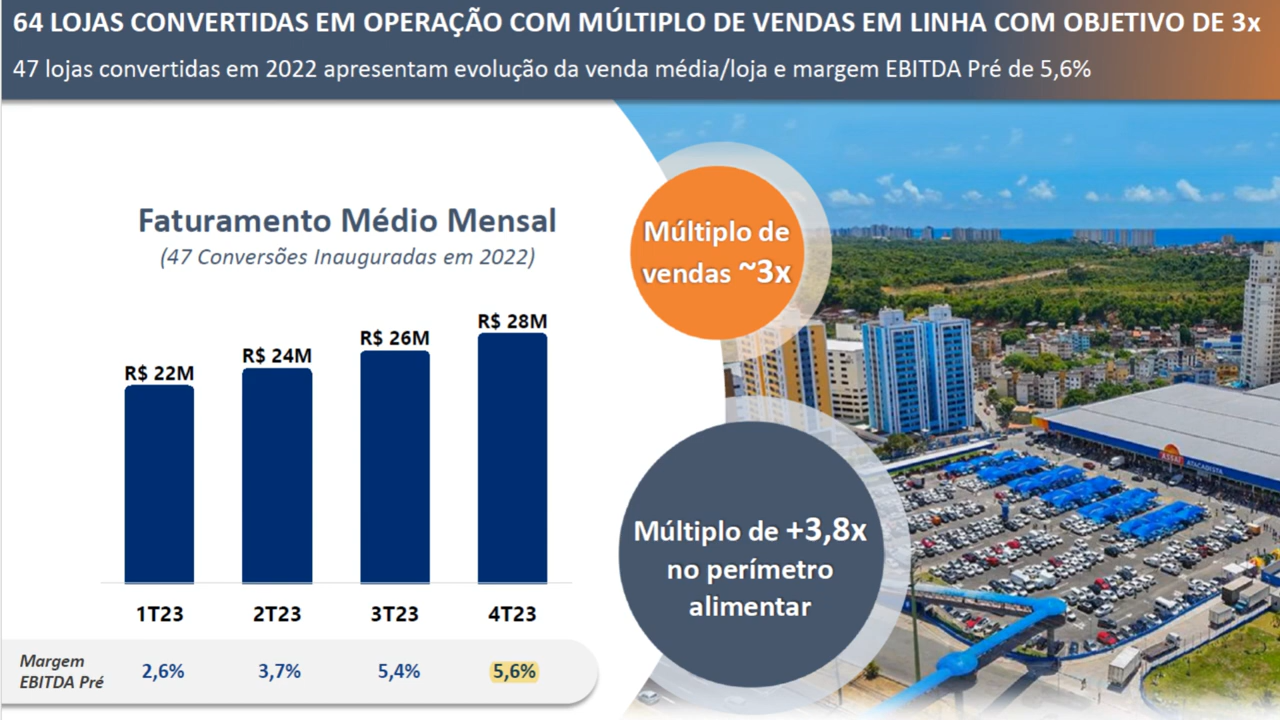 64 LOJAS CONVERTIDAS EM OPERAÇÃO COM MÚLTIPLO DE VENDAS EM LINHA COM OBJETIVO DE 3x
47 lojas convertidas em 2022 apresentam evolução da venda média/loja e margem EBITDA Pré de 5,6%
Faturamento Médio Mensal
(47 Conversões Inauguradas em 2022)
R$ 22M
R$ 24M
R$ 26M
R$ 28M
1T23
2T23
3T23
4T23
Margem
EBITDA Pré
2,6%
3,7%
5,4%
5,6%
Múltiplo de
vendas ~3x
Múltiplo de +3,8x
no perímetro
alimentar
ASSAÍ
ATACADISTA